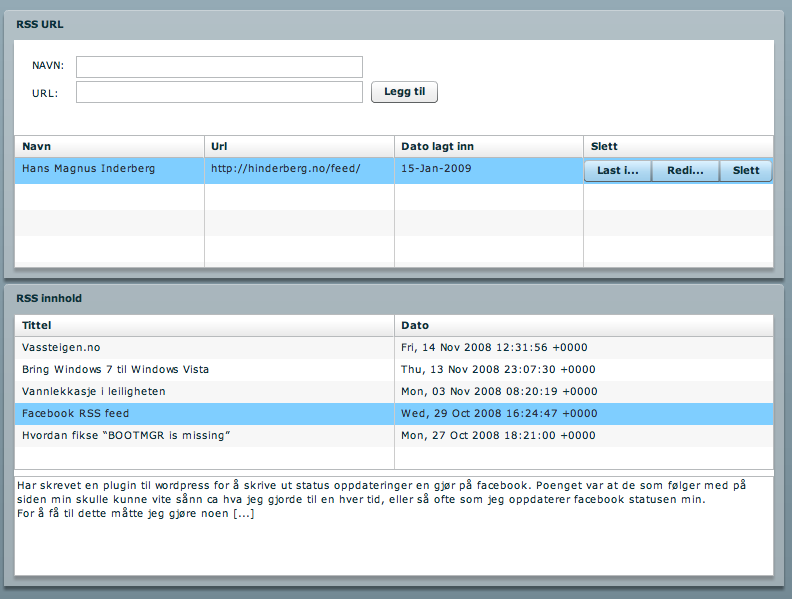 RSS URL
NAVN:
URL: Legg til
Navn Url Dato lagt inn Slett
Hans Magnus Inderberg http://hinderberg.no/feed/ 15-Jan-2009 Last i... Redi... Slett
RSS innhold
Tittel Dato
Vassteigen.no Fri, 14 Nov 2008 12:31:56 +0000
Bring Windows 7 til Windows Vista Thu, 13 Nov 2008 23:07:30 +0000
Vannlekkasje i leiligheten Mon, 03 Nov 2008 08:20:19 +0000
Facebook RSS feed Wed, 29 Oct 2008 16:24:47 +0000
Hvordan fikse “BOOTMGR is missing” Mon, 27 Oct 2008 18:21:00 +0000
Har skrevet en plugin til wordpress for å skrive ut status oppdateringer en gjør på facebook. Poenget var at de som følger med på
siden min skulle kunne vite sånn ca hva jeg gjorde til en hver tid, eller så ofte som jeg oppdaterer facebook statusen min.
For å få til dette måtte jeg gjøre noen [...]